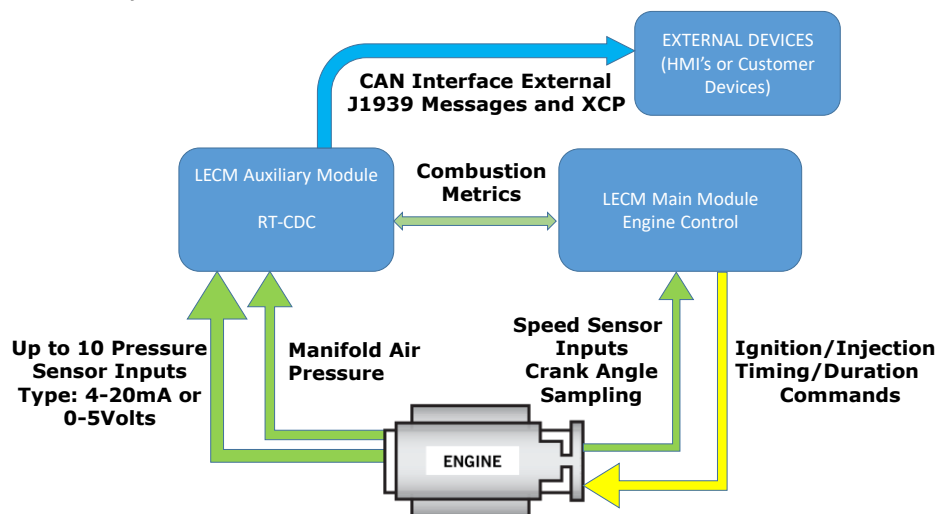 EXTERNAL DEVICES
(HMI's or Customer
Devices)
CAN Interface External
J1939 Messages and XCP
LECM Auxiliary Module
RT-CDC
Combustion
Metrics
LECM Main Module
Engine Control
Up to 10 Pressure
Sensor Inputs
Type: 4-20mA or
0-5Volts
Manifold Air
Pressure
Speed Sensor
Inputs
Crank Angle
Sampling
Ignition/Injection
Timing/Duration
Commands
ENGINE